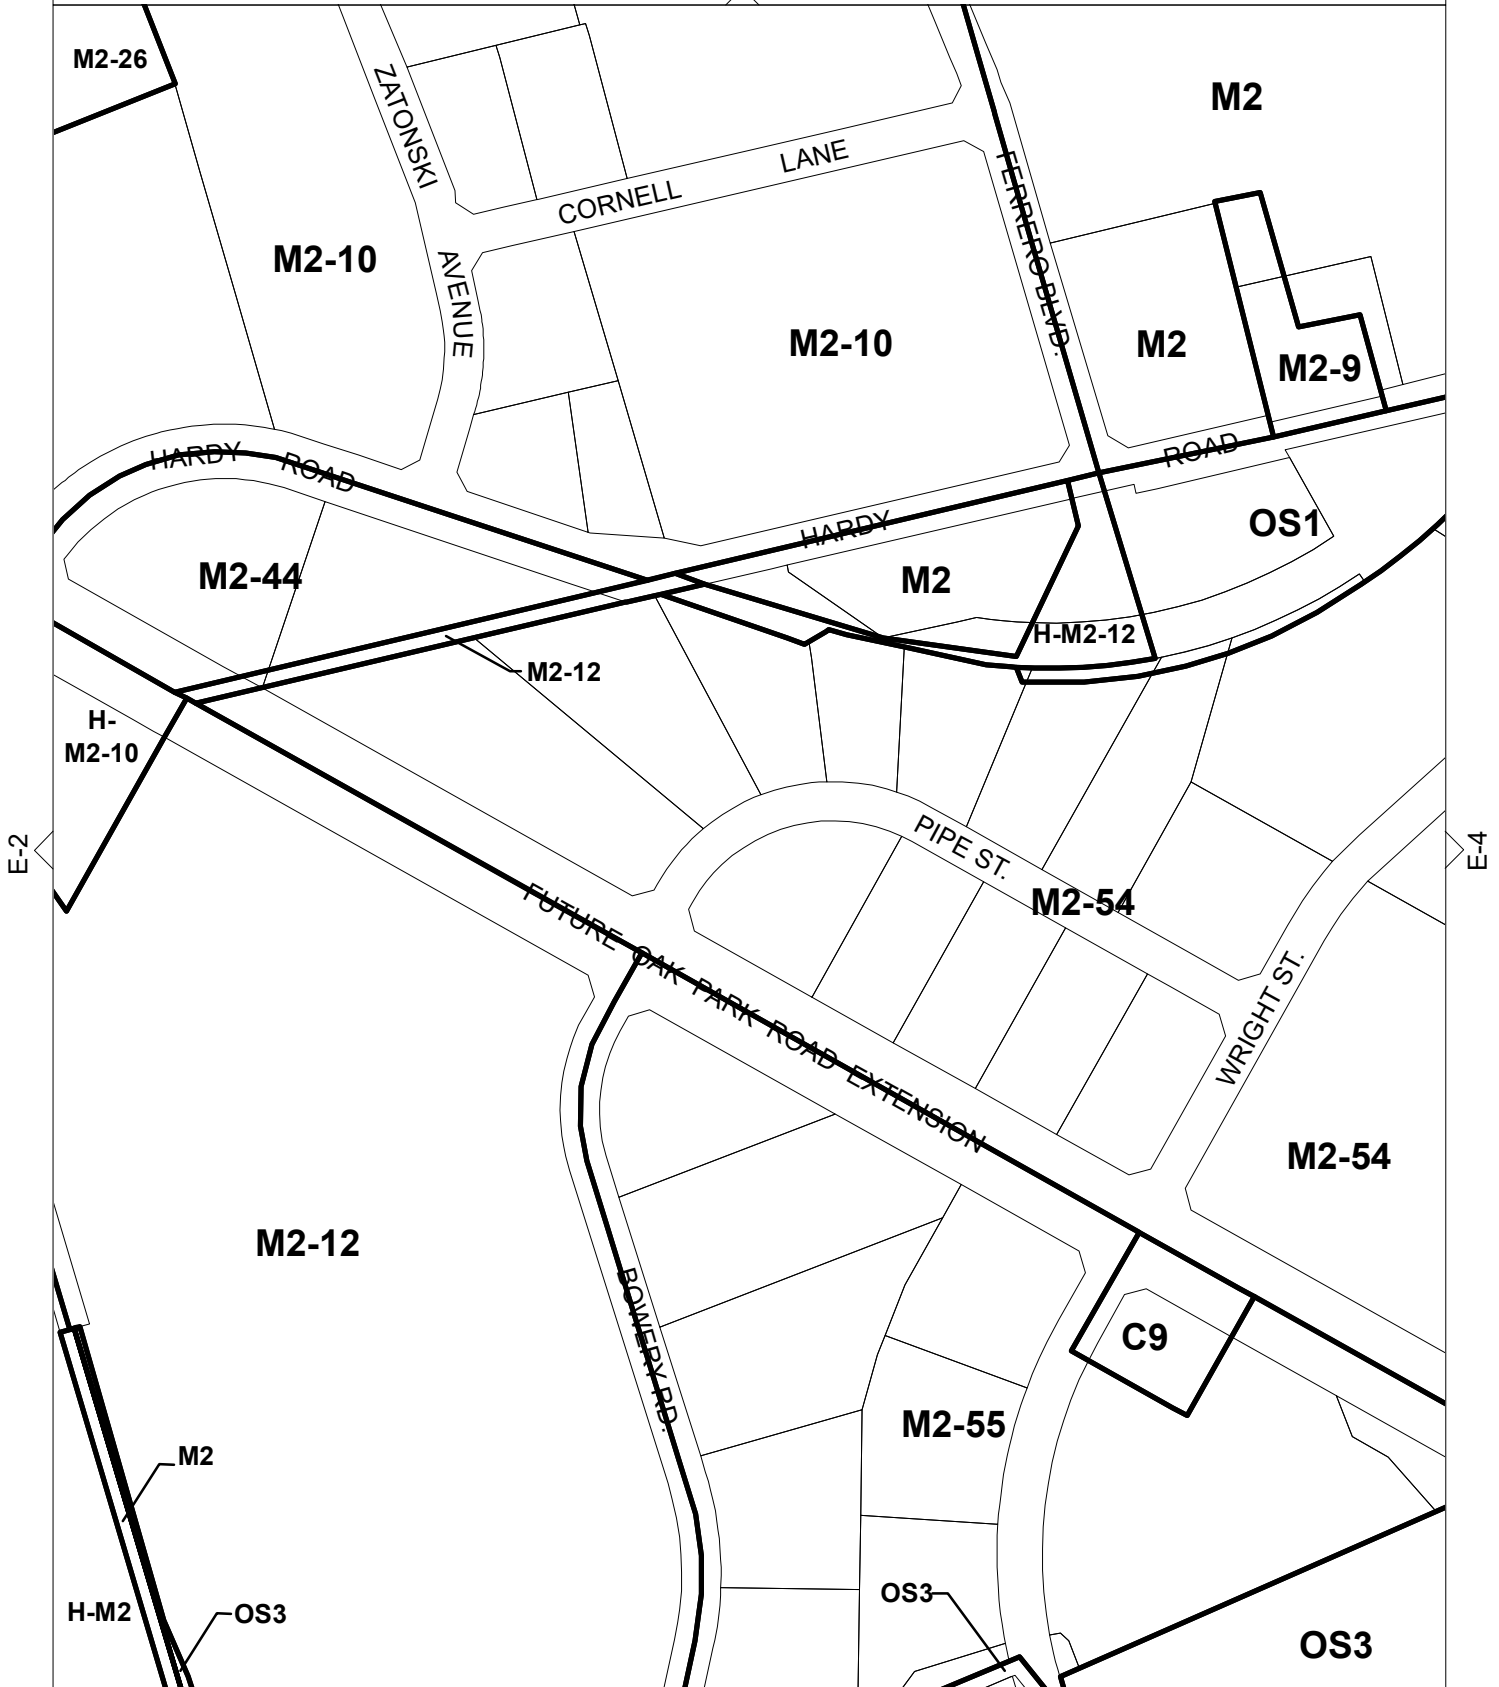 M2-26
ZATONSKI
AVENUE
M2
CORNELL LANE
FERRERO BLVD.
M2-10
M2-10
M2
M2-9
HARDY ROAD
ROAD
HARDY
OS1
M2-44
M2
H-M2-12
M2-12
H-
M2-10
E-2
E-4
PIPE ST.
M2-54
FUTURE OAK PARK ROAD EXTENSION
WRIGHT ST.
M2-54
M2-12
BOWERY RD.
C9
M2-55
M2
H-M2
OS3
OS3
OS3